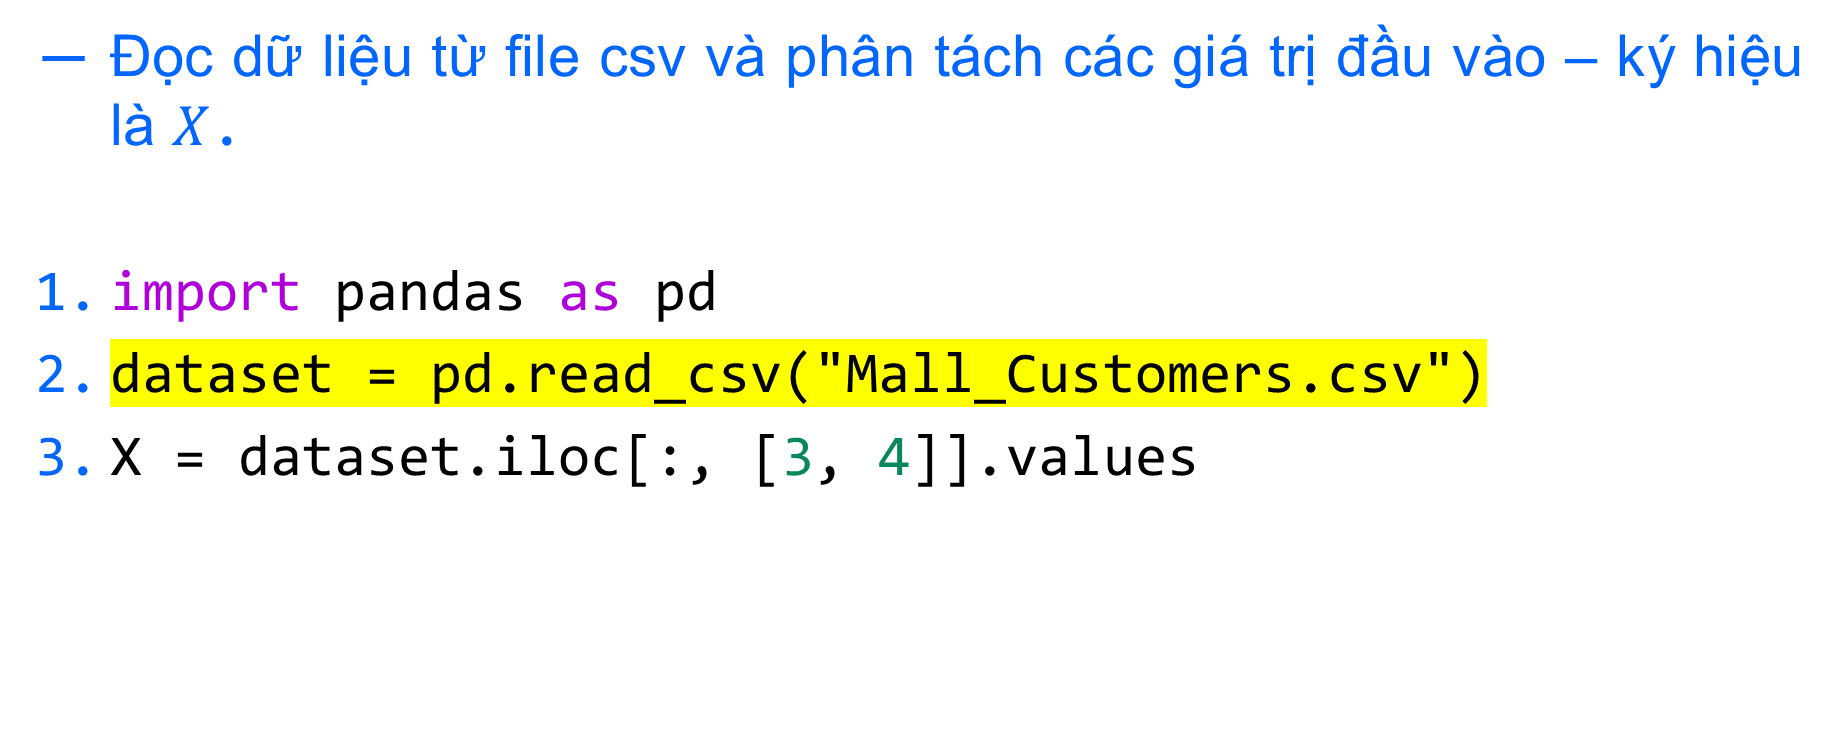 – Đọc dữ liệu từ file csv và phân tách các giá trị đầu vào – ký hiệu
là X.
1. import pandas as pd
2. dataset = pd.read_csv("Mall_Customers.csv")
3. X = dataset.iloc[:, [3, 4]].values